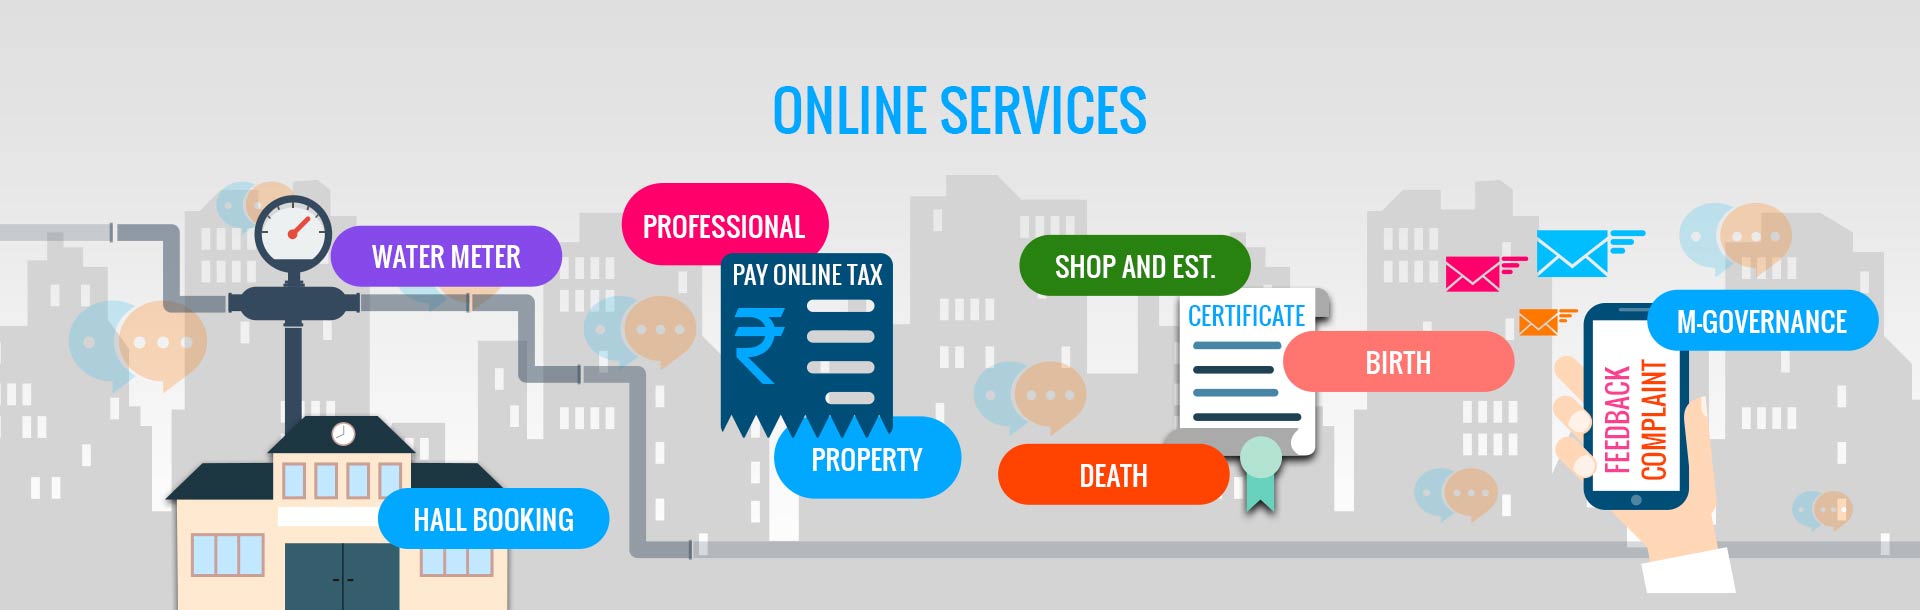 ONLINE SERVICES
WATER METER
HALL BOOKING
PROFESSIONAL
PAY ONLINE TAX
₹
PROPERTY
SHOP AND EST.
CERTIFICATE
BIRTH
DEATH
M-GOVERNANCE
FEEDBACK
COMPLAINT